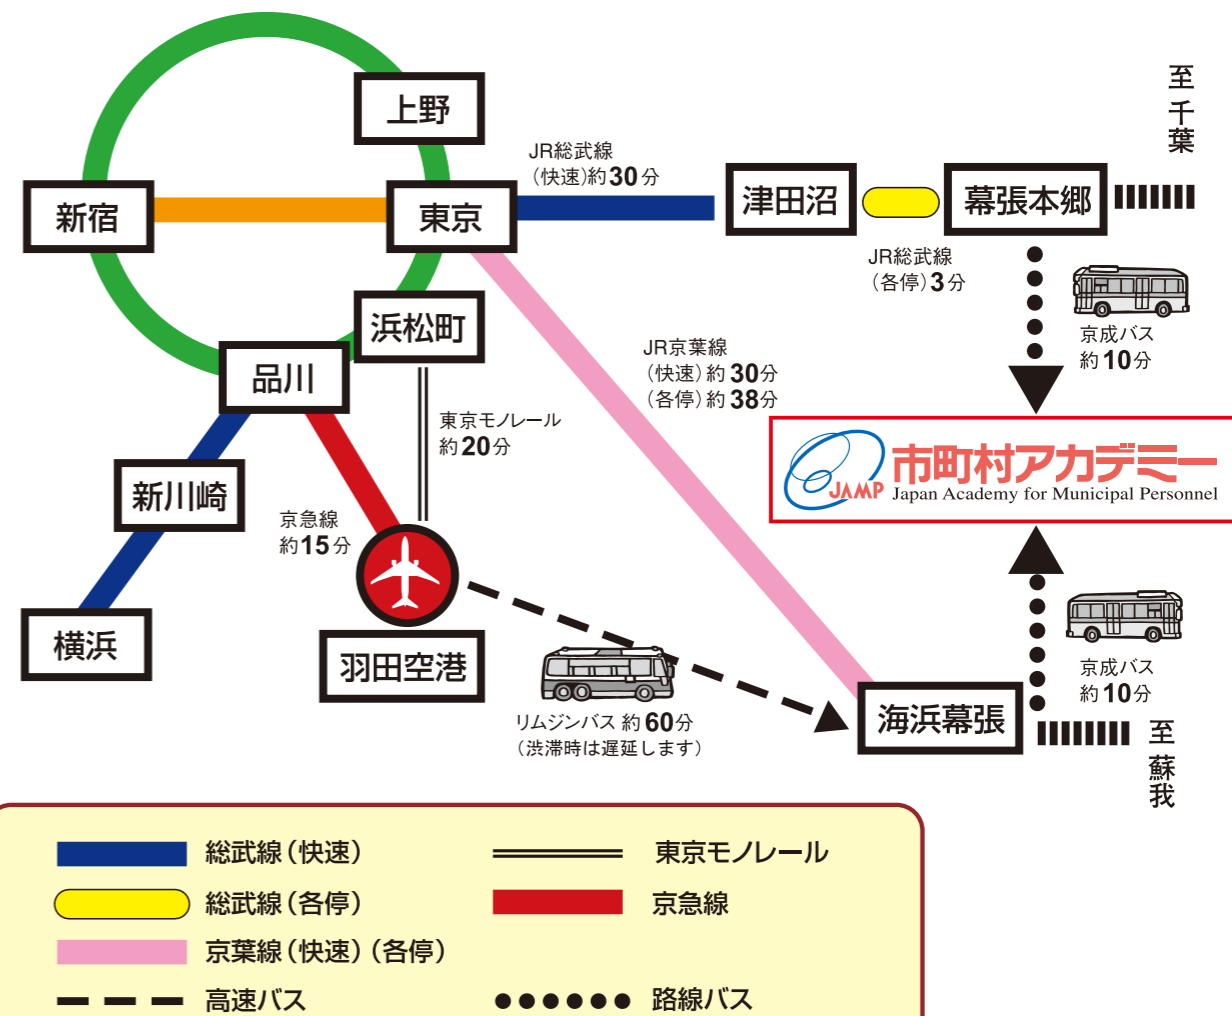 上野
新宿
東京
浜松町
品川
新川崎
横浜
羽田空港
JR総武線
(快速)約30分
津田沼
幕張本郷
至千葉
JR総武線
(各停)3分
京成バス
約10分
JR京葉線
(快速)約30分
(各停)約38分
東京モノレール
約20分
京急線
約15分
JAMP
市町村アカデミー
Japan Academy for Municipal Personnel
京成バス
約10分
リムジンバス 約60分
(渋滞時は遅延します)
海浜幕張
至蘇我
総武線(快速)
東京モノレール
総武線(各停)
京急線
京葉線(快速)(各停)
高速バス
路線バス